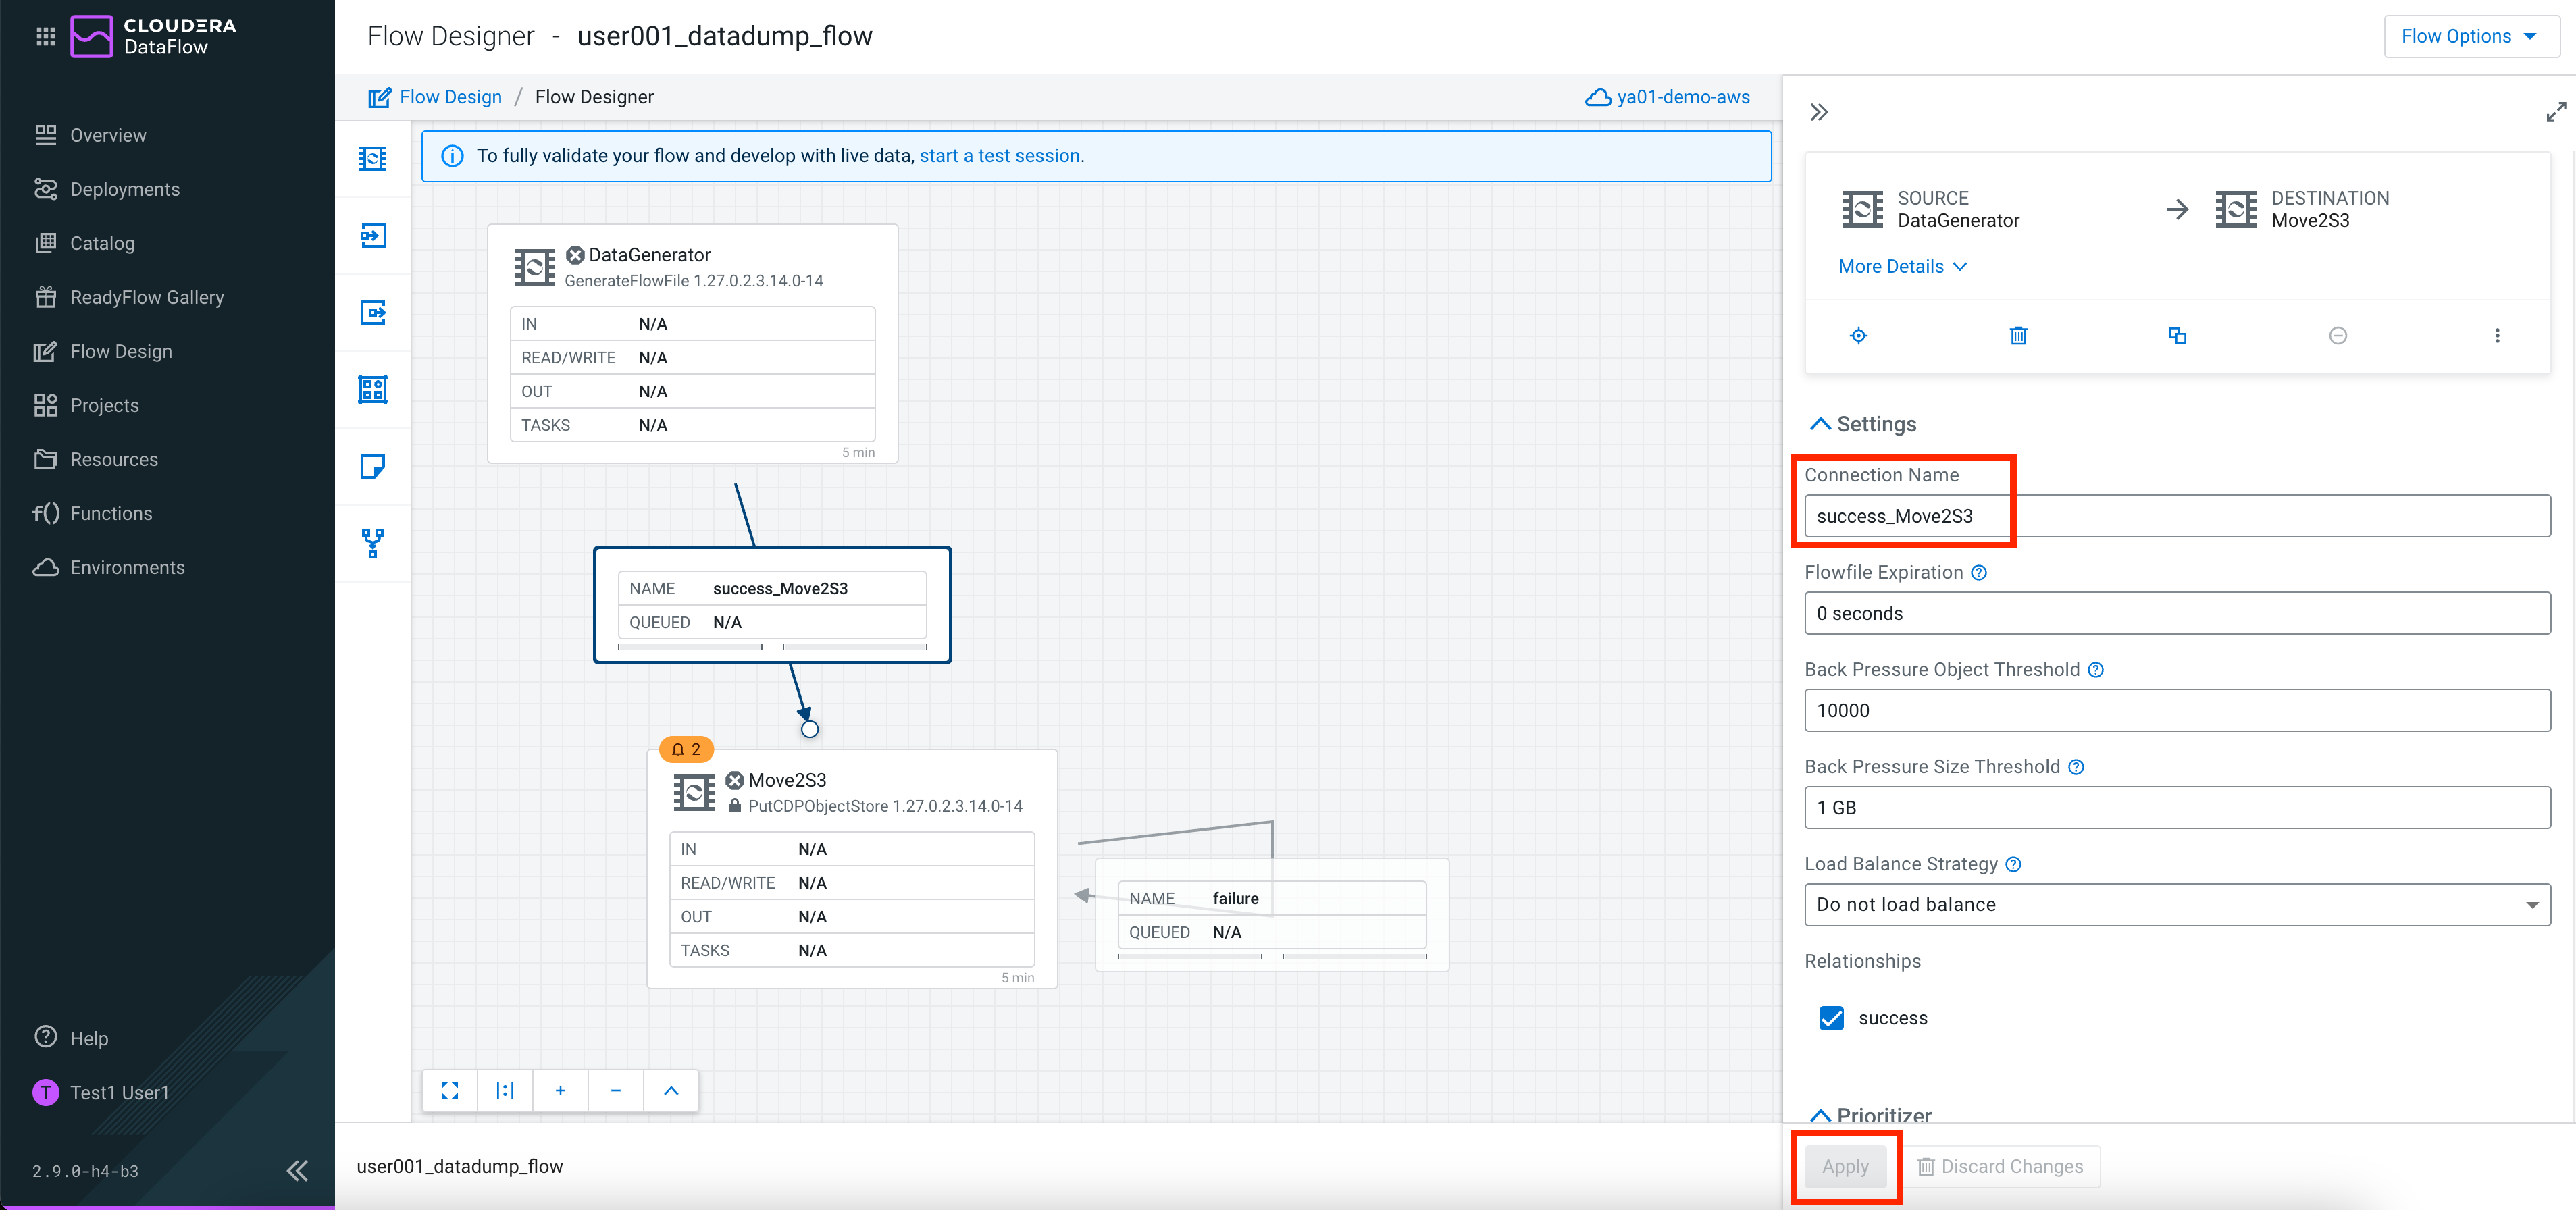 CLOUDERA
DataFlow
Overview
Deployments
Catalog
ReadyFlow Gallery
Flow Design
Projects
Resources
f() Functions
Environments
Help
T Test1 User1
2.9.0-h4-b3
Flow Designer - user001_datadump_flow
Flow Options
Flow Design / Flow Designer
ya01-demo-aws
To fully validate your flow and develop with live data, start a test session.
DataGenerator
GenerateFlowFile 1.27.0.2.3.14.0-14
IN N/A
READ/WRITE N/A
OUT N/A
TASKS N/A
5 min
NAME success_Move2S3
QUEUED N/A
2
Move2S3
PutCDPObjectStore 1.27.0.2.3.14.0-14
IN N/A
READ/WRITE N/A
OUT N/A
TASKS N/A
5 min
NAME failure
QUEUED N/A
user001_datadump_flow
SOURCE
DataGenerator
DESTINATION
Move2S3
More Details
Settings
Connection Name
success_Move2S3
Flowfile Expiration
0 seconds
Back Pressure Object Threshold
10000
Back Pressure Size Threshold
1 GB
Load Balance Strategy
Do not load balance
Relationships
success
Prioritizer
Apply
Discard Changes